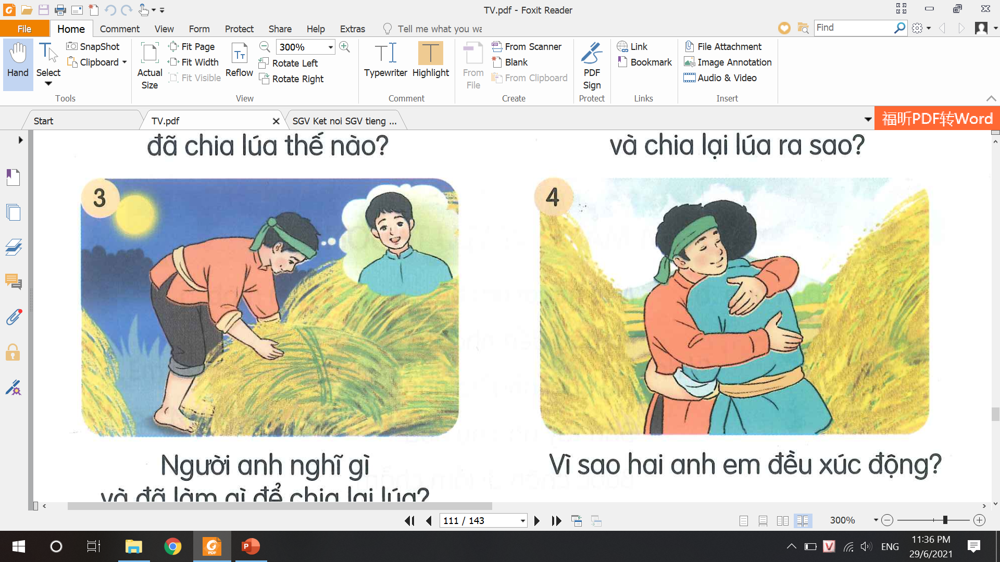 TV.pdf - Foxit Reader
File Home Comment View Form Protect Share Help Extras Tell me what you wa Find
Hand Select SnapShot Clipboard
Tools
Actual Size Fit Page Fit Width Fit Visible Reflow 300% Rotate Left Rotate Right
View
Typewriter Highlight
Comment
From File From Scanner Blank From Clipboard
Create
PDF Sign
Protect
Link Bookmark
Links
File Attachment Image Annotation Audio & Video
Insert
Start TV.pdf SGV Ket noi SGV tieng ... 福昕PDF转Word
đã chia lúa thế nào?
và chia lại lúa ra sao?
3
4
Người anh nghĩ gì
và đã làm gì để chia lại lúa?
Vì sao hai anh em đều xúc động?
111 / 143 300%
ENG 11:36 PM
29/6/2021